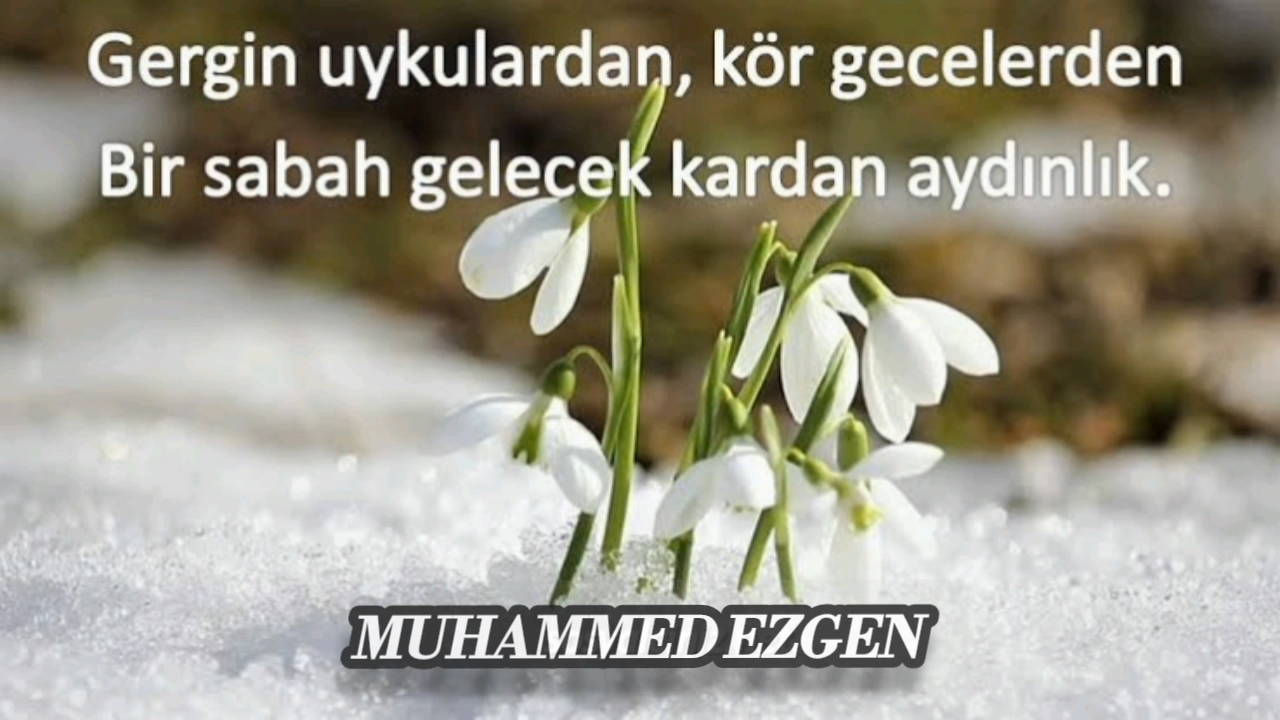 Gergin uykulardan, kör gecelerden
Bir sabah gelecek kardan aydınlık.
MUHAMMED EZGEN